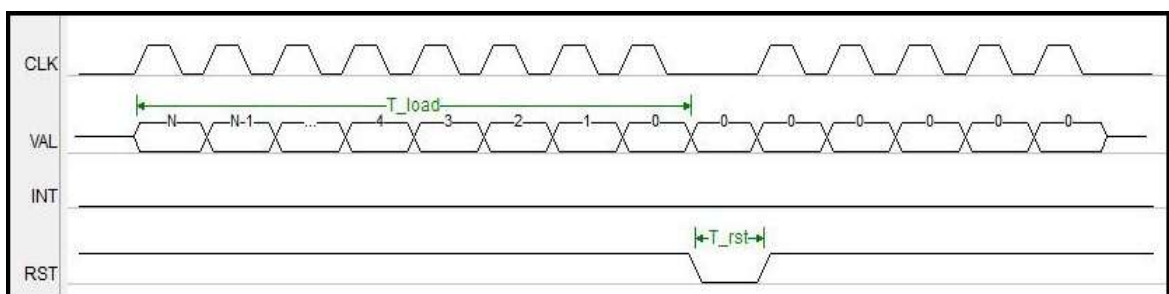 CLK
T_load
VAL N N-1 ... 4 3 2 1 0 0 0 0 0 0 0
INT
T_rst
RST